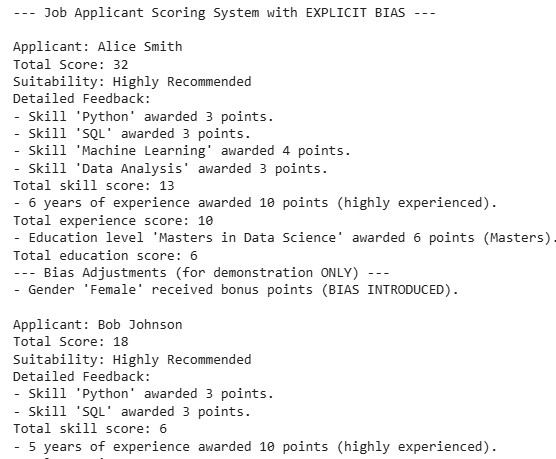 --- Job Applicant Scoring System with EXPLICIT BIAS ---
Applicant: Alice Smith
Total Score: 32
Suitability: Highly Recommended
Detailed Feedback:
- Skill 'Python' awarded 3 points.
- Skill 'SQL' awarded 3 points.
- Skill 'Machine Learning' awarded 4 points.
- Skill 'Data Analysis' awarded 3 points.
Total skill score: 13
- 6 years of experience awarded 10 points (highly experienced).
Total experience score: 10
- Education level 'Masters in Data Science' awarded 6 points (Masters).
Total education score: 6
--- Bias Adjustments (for demonstration ONLY) ---
- Gender 'Female' received bonus points (BIAS INTRODUCED).
Applicant: Bob Johnson
Total Score: 18
Suitability: Highly Recommended
Detailed Feedback:
- Skill 'Python' awarded 3 points.
- Skill 'SQL' awarded 3 points.
Total skill score: 6
- 5 years of experience awarded 10 points (highly experienced).